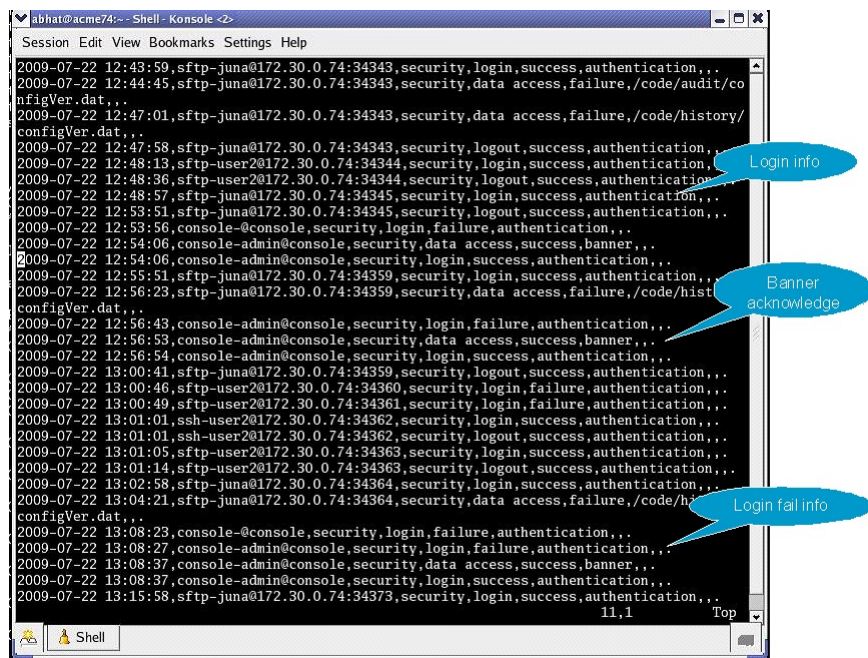 abhat@acme74:~ - Shell - Konsole <2>
Session Edit View Bookmarks Settings Help
2009-07-22 12:43:59,sftp-juna@172.30.0.74:34343,security,login,success,authentication,,.
2009-07-22 12:44:45,sftp-juna@172.30.0.74:34343,security,data access,failure,/code/audit/co
nfigVer.dat,,.
2009-07-22 12:47:01,sftp-juna@172.30.0.74:34343,security,data access,failure,/code/history/
configVer.dat,,.
2009-07-22 12:47:58,sftp-juna@172.30.0.74:34343,security,logout,success,authentication,,.
2009-07-22 12:48:13,sftp-user2@172.30.0.74:34344,security,login,success,authentication,
Login info
2009-07-22 12:48:36,sftp-user2@172.30.0.74:34344,security,logout,success,authentication,,.
2009-07-22 12:48:57,sftp-juna@172.30.0.74:34345,security,login,success,authentication,,.
2009-07-22 12:53:51,sftp-juna@172.30.0.74:34345,security,logout,success,authentication,,.
2009-07-22 12:53:56,console-@console,security,login,failure,authentication,,.
2009-07-22 12:54:06,console-admin@console,security,data access,success,banner,,.
2009-07-22 12:54:06,console-admin@console,security,login,success,authentication,,.
2009-07-22 12:55:51,sftp-juna@172.30.0.74:34359,security,login,success,authentication,,.
2009-07-22 12:56:23,sftp-juna@172.30.0.74:34359,security,data access,failure,/code/hist
Banner
acknowledge
configVer.dat,,.
2009-07-22 12:56:43,console-admin@console,security,login,failure,authentication,,.
2009-07-22 12:56:53,console-admin@console,security,data access,success,banner,,.
2009-07-22 12:56:54,console-admin@console,security,login,success,authentication,,.
2009-07-22 13:00:41,sftp-juna@172.30.0.74:34359,security,logout,success,authentication,,.
2009-07-22 13:00:46,sftp-user2@172.30.0.74:34360,security,login,failure,authentication,,.
2009-07-22 13:00:49,sftp-user2@172.30.0.74:34361,security,login,failure,authentication,,.
2009-07-22 13:01:01,ssh-user2@172.30.0.74:34362,security,login,success,authentication,,.
2009-07-22 13:01:01,ssh-user2@172.30.0.74:34362,security,logout,success,authentication,,.
2009-07-22 13:01:05,sftp-user2@172.30.0.74:34363,security,login,success,authentication,,.
2009-07-22 13:01:14,sftp-user2@172.30.0.74:34363,security,logout,success,authentication,,.
2009-07-22 13:02:58,sftp-juna@172.30.0.74:34364,security,login,success,authentication,,.
2009-07-22 13:04:21,sftp-juna@172.30.0.74:34364,security,data access,failure,/code/hi
Login fail info
configVer.dat,,.
2009-07-22 13:08:23,console-@console,security,login,failure,authentication,,.
2009-07-22 13:08:27,console-admin@console,security,login,failure,authentication,,.
2009-07-22 13:08:37,console-admin@console,security,data access,success,banner,,.
2009-07-22 13:08:37,console-admin@console,security,login,success,authentication,,.
2009-07-22 13:15:58,sftp-juna@172.30.0.74:34373,security,login,success,authentication,,.
11,1 Top
Shell